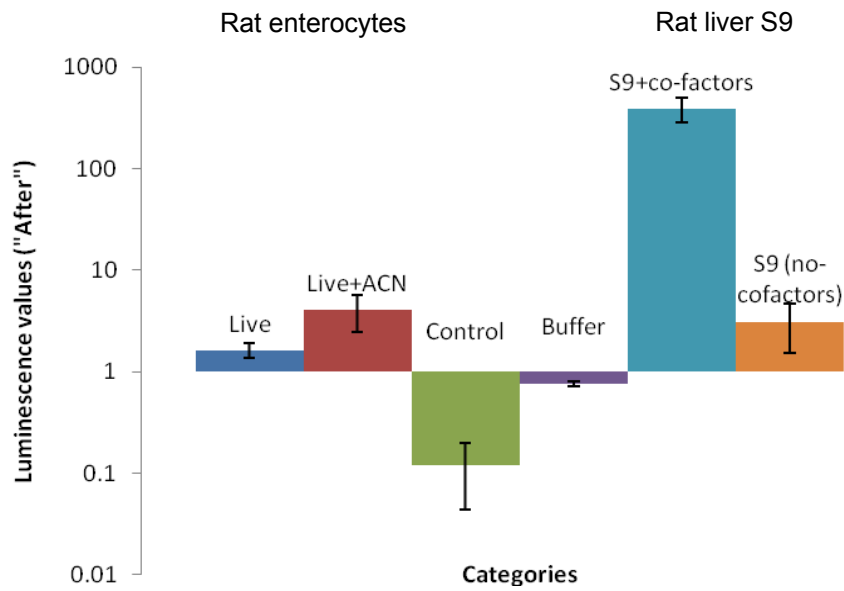 Rat enterocytes
Rat liver S9
Luminescence values ("After")
1000
100
10
1
0.1
0.01
Live
Live+ACN
Control
Buffer
S9+co-factors
S9 (no-
cofactors)
Categories